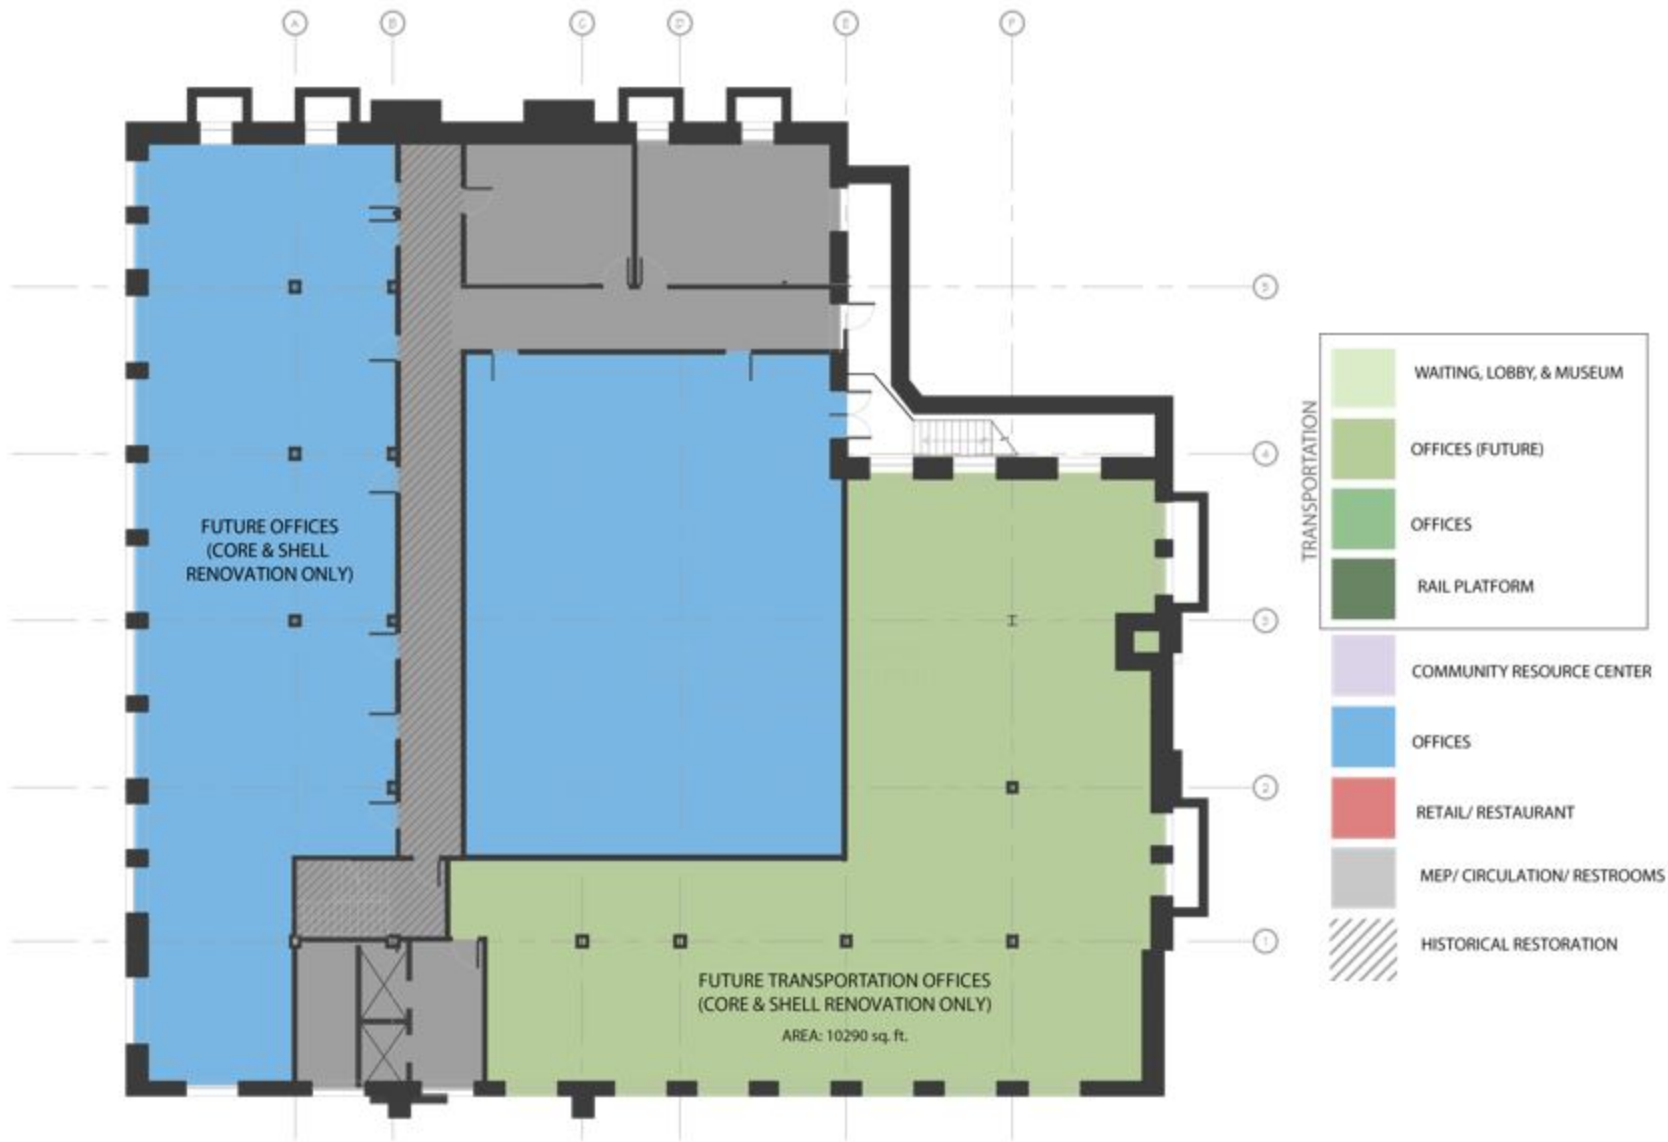 A B C D E F
5
4
3
2
1
FUTURE OFFICES
(CORE & SHELL
RENOVATION ONLY)
FUTURE TRANSPORTATION OFFICES
(CORE & SHELL RENOVATION ONLY)
AREA: 10290 sq. ft.
TRANSPORTATION
WAITING, LOBBY, & MUSEUM
OFFICES (FUTURE)
OFFICES
RAIL PLATFORM
COMMUNITY RESOURCE CENTER
OFFICES
RETAIL/ RESTAURANT
MEP/ CIRCULATION/ RESTROOMS
HISTORICAL RESTORATION